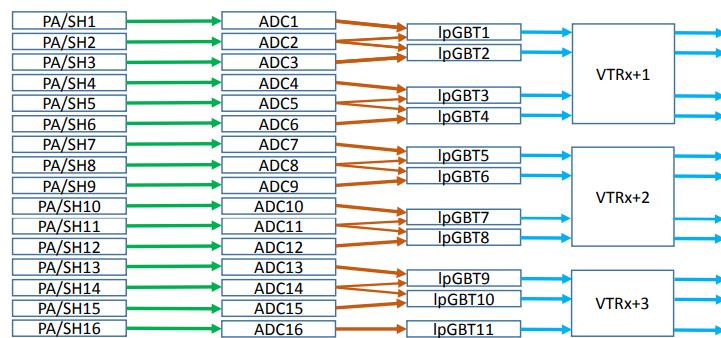 PA/SH1 ADC1
lpGBT1
PA/SH2 ADC2
lpGBT2
PA/SH3 ADC3
VTRx+1
PA/SH4 ADC4
lpGBT3
PA/SH5 ADC5
lpGBT4
PA/SH6 ADC6
PA/SH7 ADC7
lpGBT5
PA/SH8 ADC8
lpGBT6
PA/SH9 ADC9
VTRx+2
PA/SH10 ADC10
lpGBT7
PA/SH11 ADC11
lpGBT8
PA/SH12 ADC12
PA/SH13 ADC13
lpGBT9
PA/SH14 ADC14
lpGBT10
VTRx+3
PA/SH15 ADC15
PA/SH16 ADC16 lpGBT11